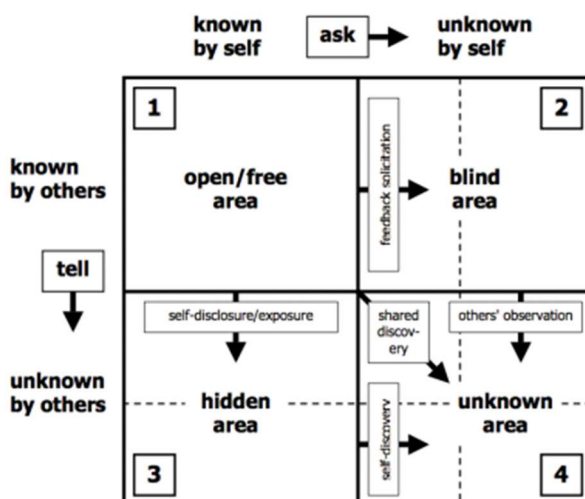 known
by self
ask
unknown
by self
1
2
known
by others
open/free
area
feedback solicitation
blind
area
tell
self-disclosure/exposure
shared
discov-
ery
others' observation
unknown
by others
hidden
area
self-discovery
unknown
area
3
4